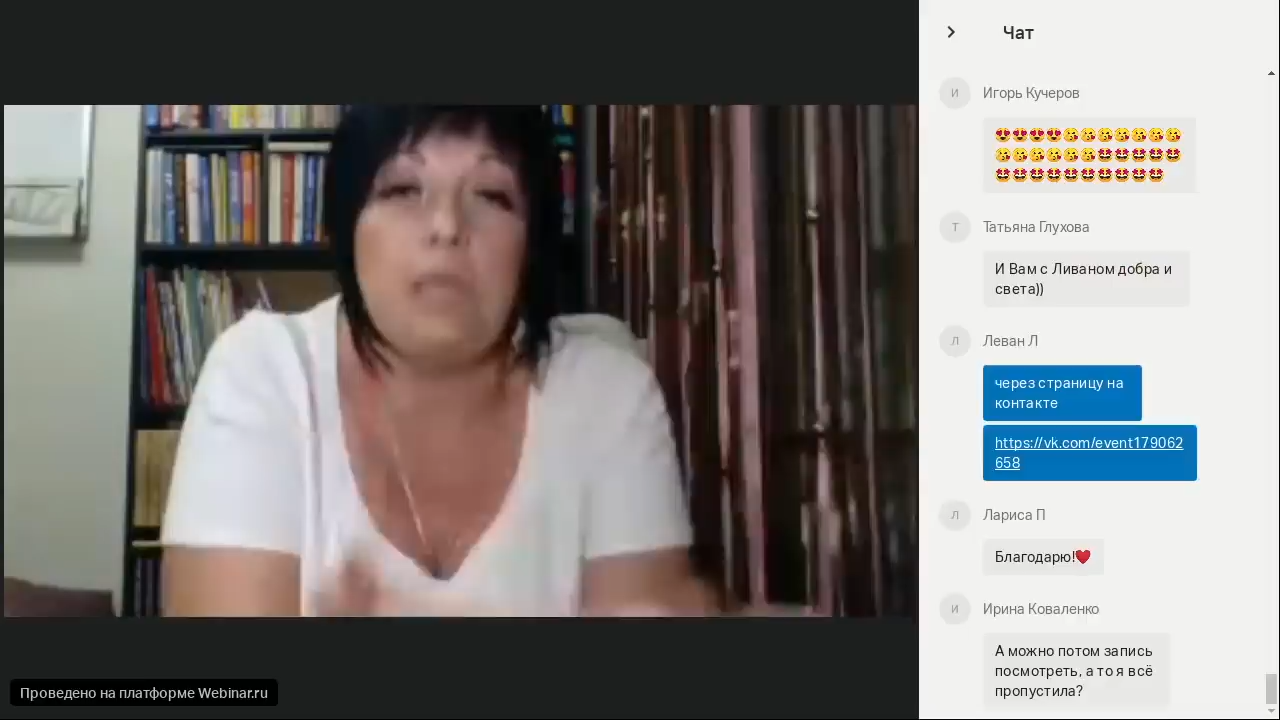 Чат
И
Игорь Кучеров
😍😍😍😍😘😘😘😘😘😘😘
😘😘😘😘😘😘🤩🤩🤩🤩🤩
🤩🤩🤩🤩🤩🤩🤩🤩🤩🤩
Т
Татьяна Глухова
И Вам с Ливаном добра и
света))
Л
Леван Л
через страницу на
контакте
https://vk.com/event179062
658
Л
Лариса П
Благодарю!❤️
И
Ирина Коваленко
А можно потом запись
посмотреть, а то я всё
пропустила?
Проведено на платформе Webinar.ru